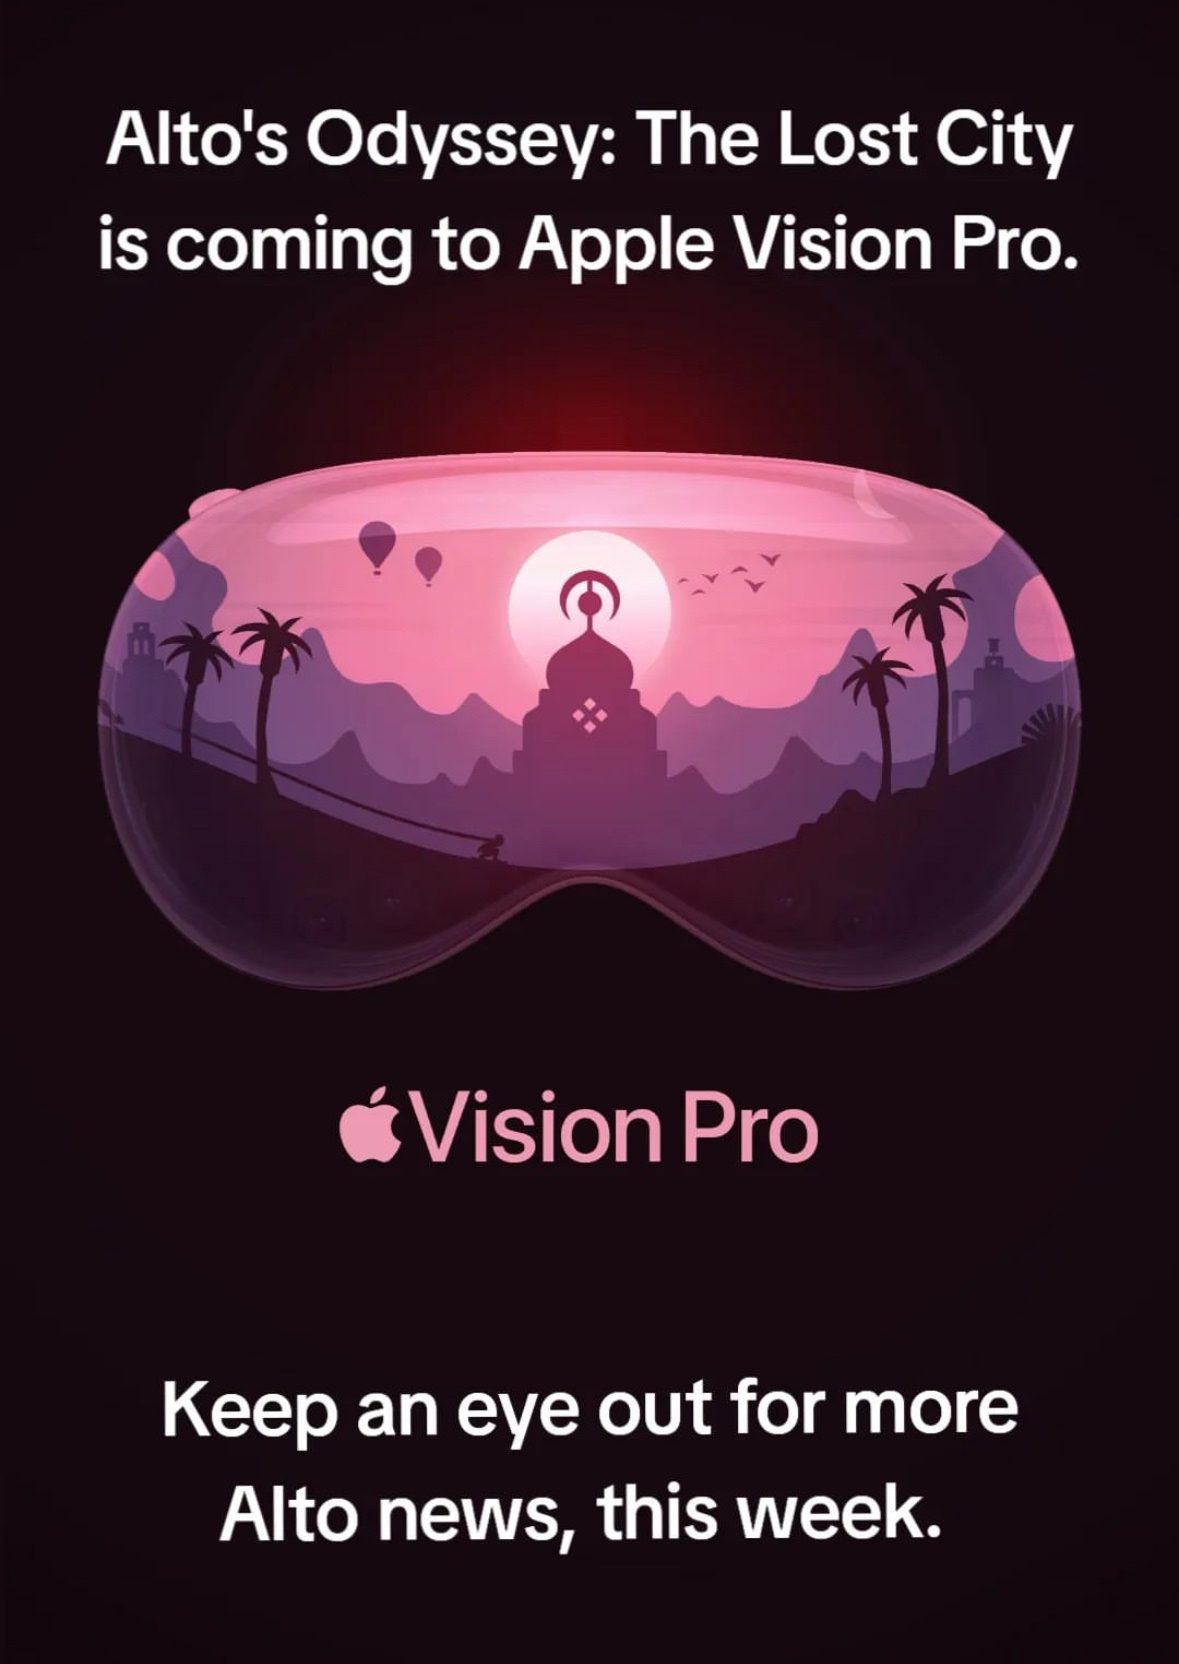 Alto's Odyssey: The Lost City
is coming to Apple Vision Pro.
Vision Pro
Keep an eye out for more
Alto news, this week.